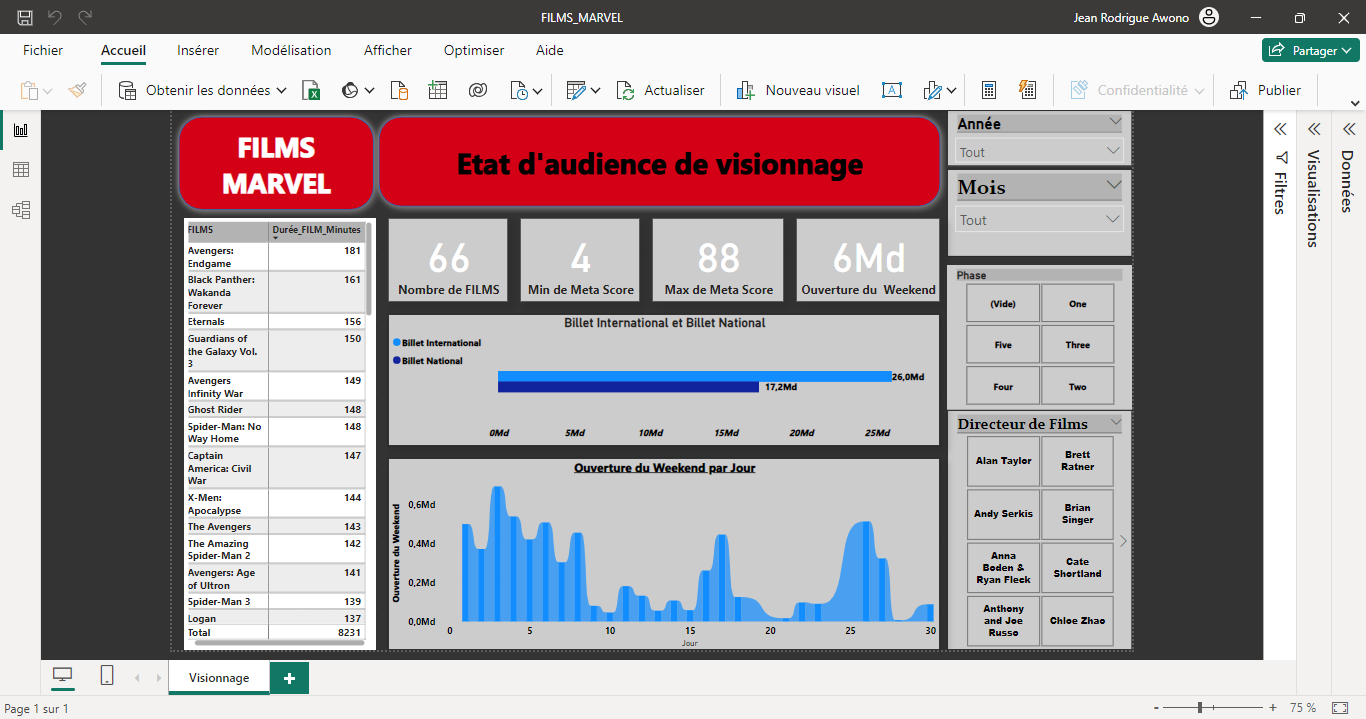 FILMS_MARVEL
Jean Rodrigue Awono
Fichier
Accueil
Insérer
Modélisation
Afficher
Optimiser
Aide
Partager
Obtenir les données
Actualiser
Nouveau visuel
Confidentialité
Publier
FILMS
MARVEL
Etat d'audience de visionnage
FILMS Durée_FILM_Minutes
Avengers: 181
Endgame
Black Panther: 161
Wakanda
Forever
Eternals 156
Guardians of 150
the Galaxy Vol.
3
Avengers 149
Infinity War
Ghost Rider 148
Spider-Man: No 148
Way Home
Captain 147
America: Civil
War
X-Men: 144
Apocalypse
The Avengers 143
The Amazing 142
Spider-Man 2
Avengers: Age 141
of Ultron
Spider-Man 3 139
Logan 137
Total 8231
66
Nombre de FILMS
4
Min de Meta Score
88
Max de Meta Score
6Md
Ouverture du Weekend
Billet International et Billet National
Billet International
Billet National
26,0Md
17,2Md
0Md 5Md 10Md 15Md 20Md 25Md
Ouverture du Weekend par Jour
Ouverture du Weekend
0,6Md
0,4Md
0,2Md
0,0Md
0 5 10 15 20 25 30
Jour
Année
Tout
Mois
Tout
Phase
(Vide) One
Five Three
Four Two
Directeur de Films
Alan Taylor
Brett
Ratner
Andy Serkis
Brian
Singer
Anna
Boden &
Ryan Fleck
Cate
Shortland
Anthony
and Joe
Russo
Chloe Zhao
Filtres
Visualisations
Données
Visionnage
Page 1 sur 1
- + 75 %